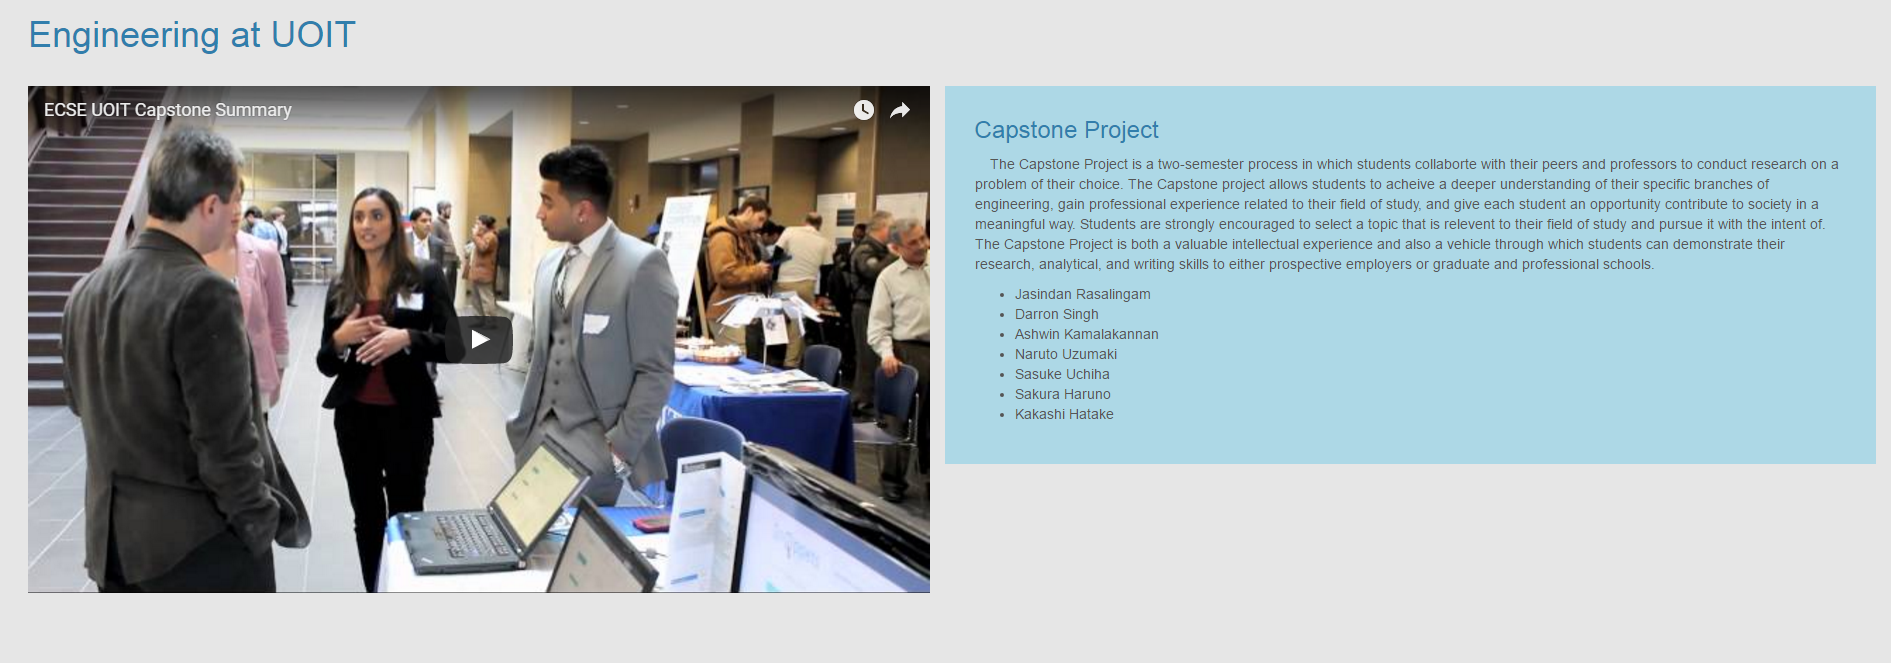 Engineering at UOIT
ECSE UOIT Capstone Summary
Capstone Project
The Capstone Project is a two-semester process in which students collaborte with their peers and professors to conduct research on a
problem of their choice. The Capstone project allows students to acheive a deeper understanding of their specific branches of
engineering, gain professional experience related to their field of study, and give each student an opportunity contribute to society in a
meaningful way. Students are strongly encouraged to select a topic that is relevent to their field of study and pursue it with the intent of.
The Capstone Project is both a valuable intellectual experience and also a vehicle through which students can demonstrate their
research, analytical, and writing skills to either prospective employers or graduate and professional schools.
• Jasindan Rasalingam
• Darron Singh
• Ashwin Kamalakannan
• Naruto Uzumaki
• Sasuke Uchiha
• Sakura Haruno
• Kakashi Hatake